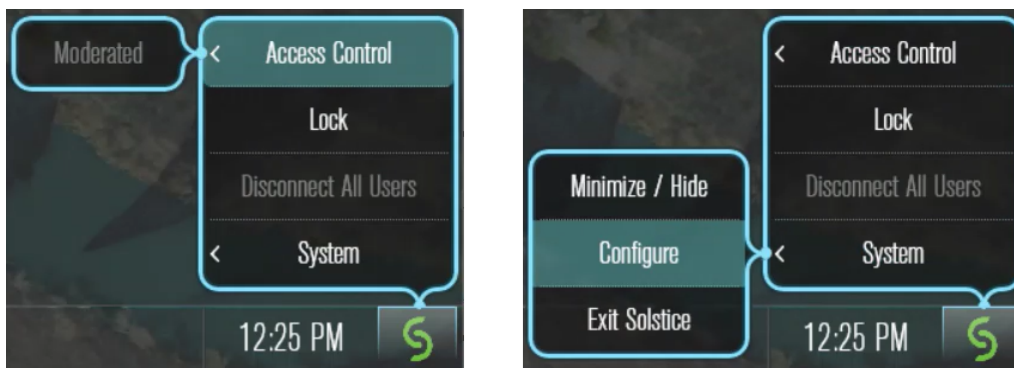 Moderated
< Access Control
Lock
Disconnect All Users
< System
12:25 PM
< Access Control
Lock
Disconnect All Users
< System
Minimize / Hide
Configure
Exit Solstice
12:25 PM